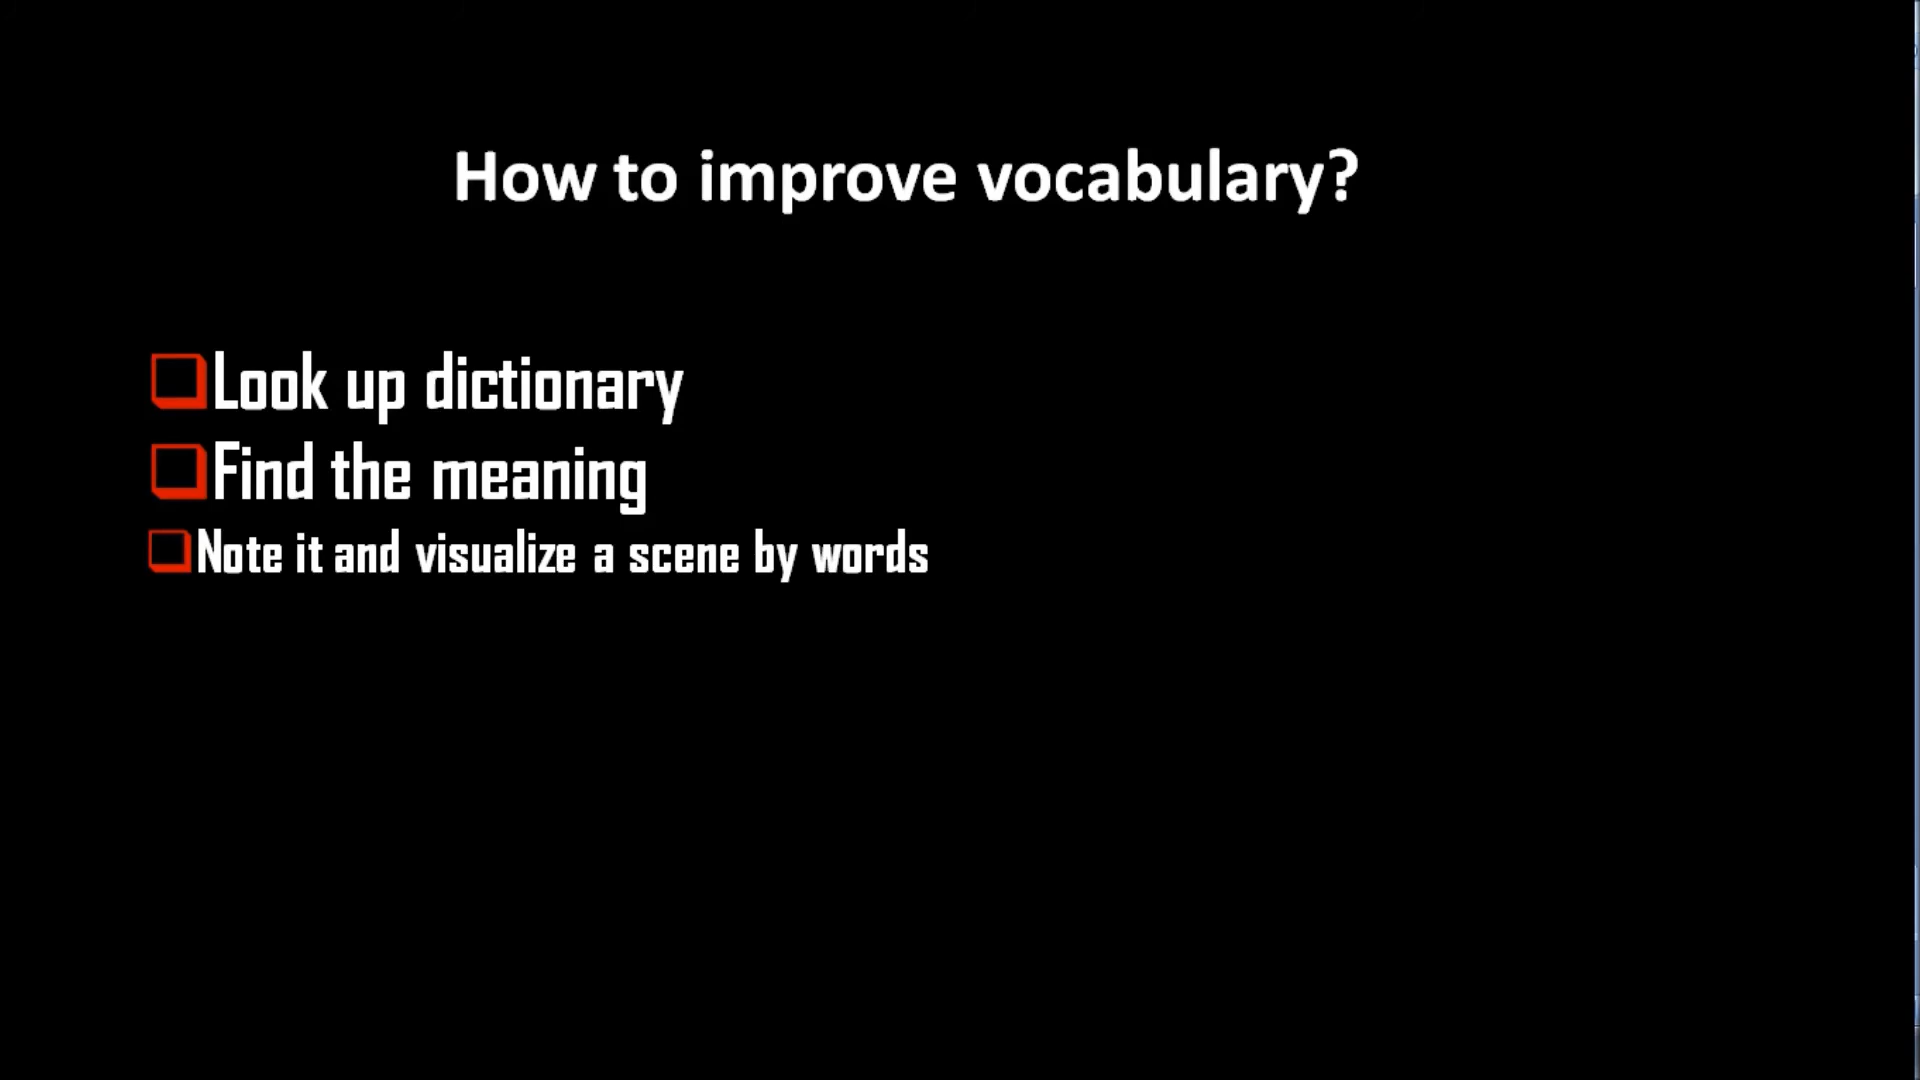 How to improve vocabulary?
Look up dictionary
Find the meaning
Note it and visualize a scene by words